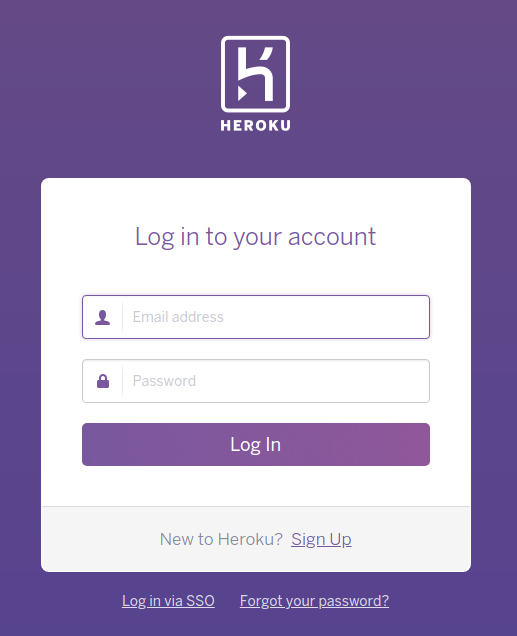 HEROKU
Log in to your account
Email address
Password
Log In
New to Heroku? Sign Up
Log in via SSO Forgot your password?